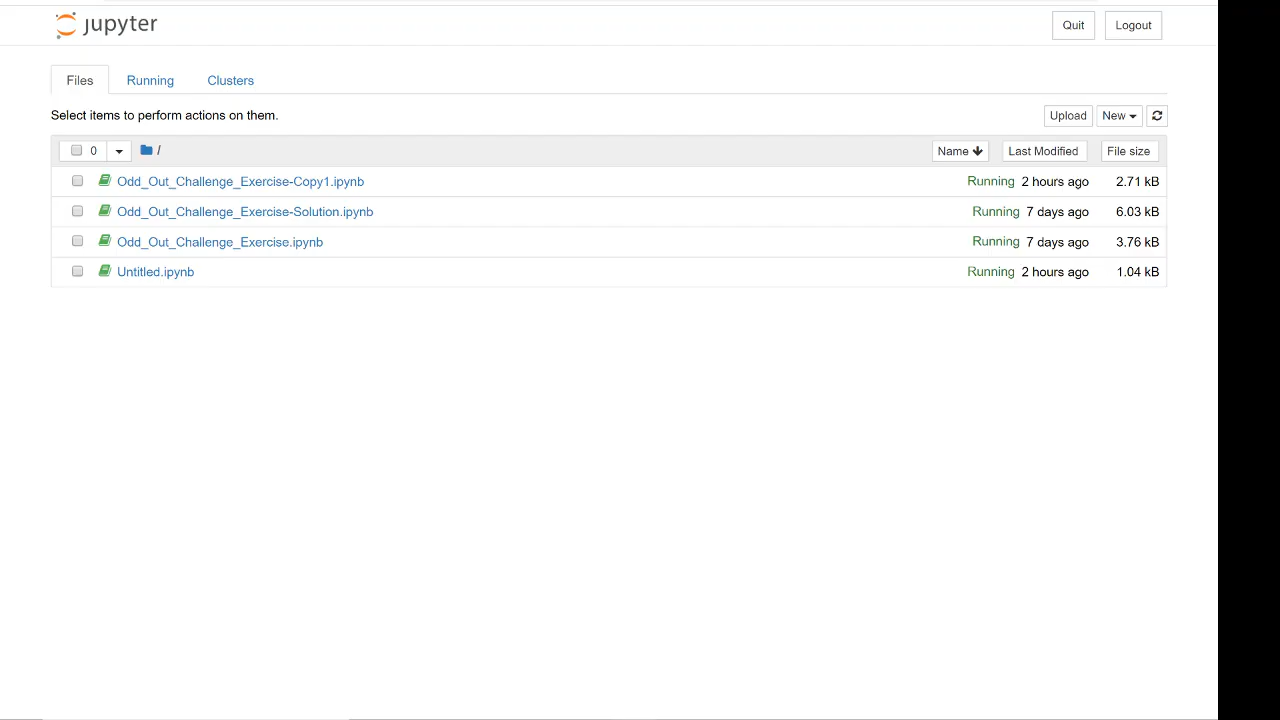 jupyter Quit Logout
Files Running Clusters
Select items to perform actions on them. Upload New
0 / Name Last Modified File size
Odd_Out_Challenge_Exercise-Copy1.ipynb Running 2 hours ago 2.71 kB
Odd_Out_Challenge_Exercise-Solution.ipynb Running 7 days ago 6.03 kB
Odd_Out_Challenge_Exercise.ipynb Running 7 days ago 3.76 kB
Untitled.ipynb Running 2 hours ago 1.04 kB